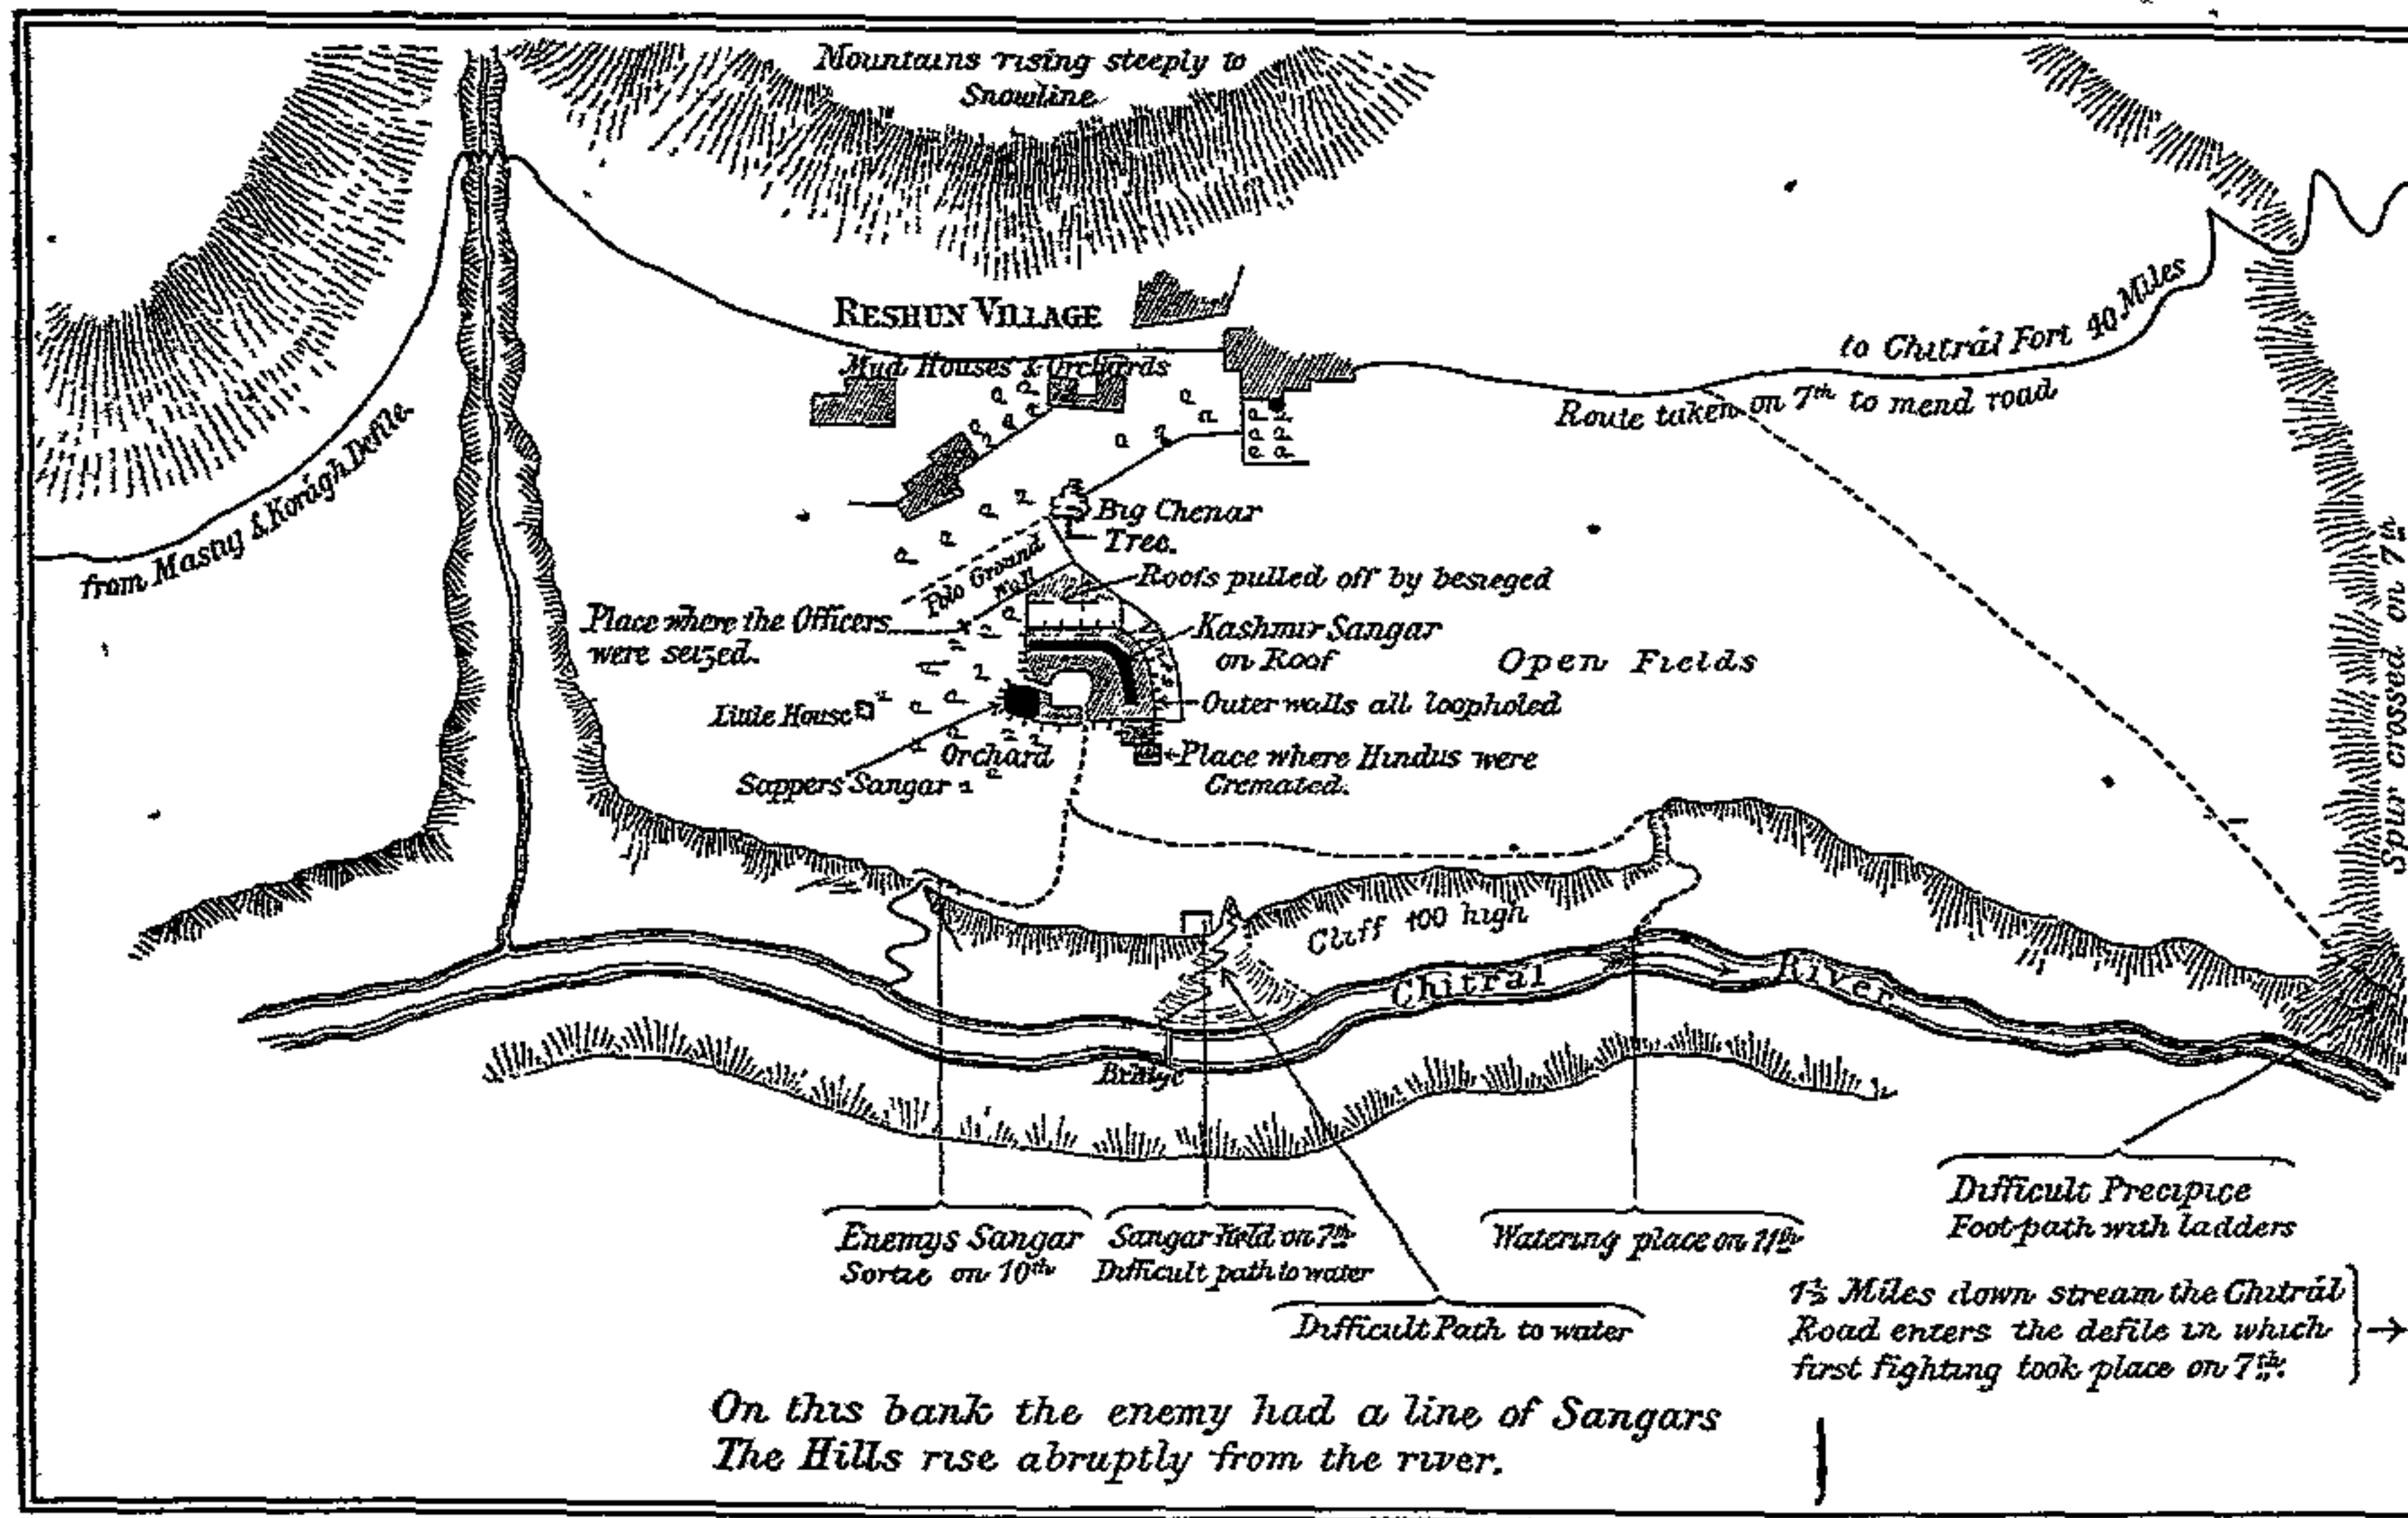 Mountains rising steeply to
Snowline
RESHUN VILLAGE
Mud Houses & Orchards
to Chitrál Fort 40 Miles
Route taken on 7th to mend road
from Mastuj & Korágh Defile.
Spur crossed on 7th
Big Chenar
Tree.
Polo Ground
Wall
Roofs pulled off by besieged
Place where the Officers
were seized.
Kashmir Sangar
on Roof
Open Fields
Little House
Outer walls all loopholed
Orchard
Place where Hindus were
Cremated.
Sappers Sangar
Cliff 100 high
Chitral River
Bridge
Enemys Sangar
Sortie on 10th
Sangar held on 7th
Difficult path to water
Watering place on 11th
Difficult Precipice
Foot-path with ladders
Difficult Path to water
1½ Miles down stream the Chitrál
Road enters the defile in which
first fighting took place on 7th.
On this bank the enemy had a line of Sangars
The Hills rise abruptly from the river.